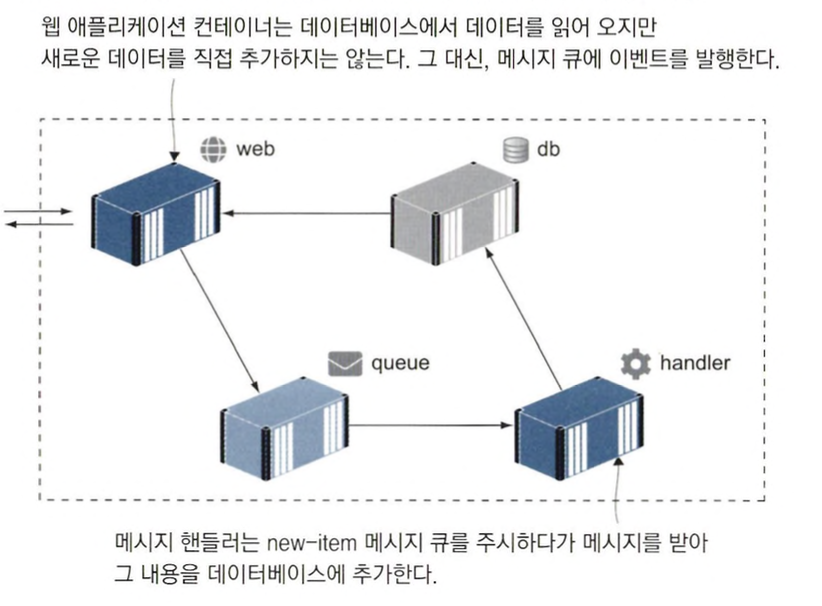 웹 애플리케이션 컨테이너는 데이터베이스에서 데이터를 읽어 오지만
새로운 데이터를 직접 추가하지는 않는다. 그 대신, 메시지 큐에 이벤트를 발행한다.
web
db
queue
handler
메시지 핸들러는 new-item 메시지 큐를 주시하다가 메시지를 받아
그 내용을 데이터베이스에 추가한다.